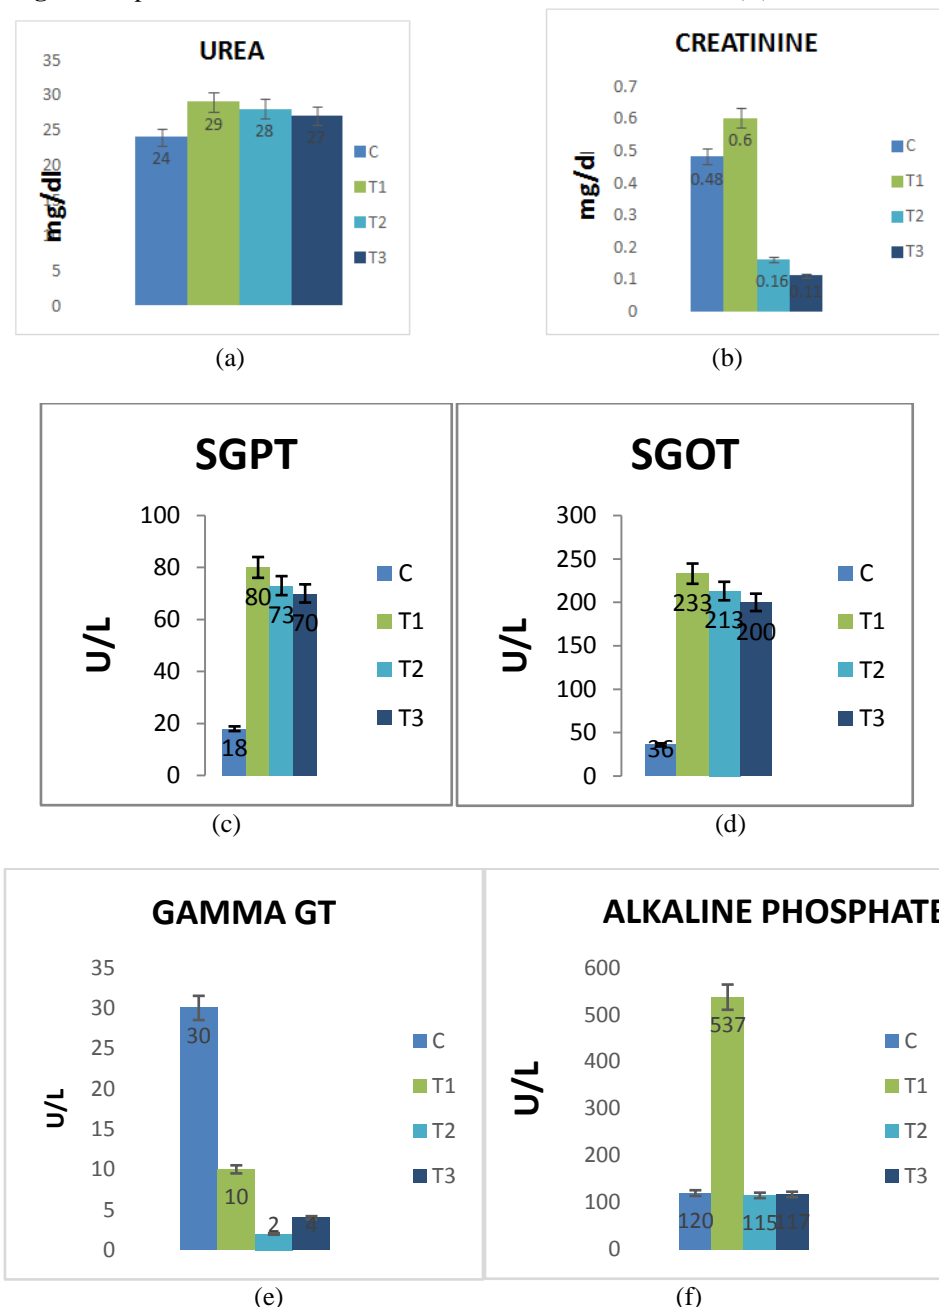 UREA
35
30
25
20
5
0
mg/dl
24
29
28
27
C
T1
T2
T3
(a)
CREATININE
0.7
0.6
0.5
0.4
0.3
0.2
0.1
0
mg/dl
0.48
0.6
0.16
0.11
C
T1
T2
T3
(b)
SGPT
100
80
60
40
20
0
U/L
18
80
73
70
C
T1
T2
T3
(c)
SGOT
300
250
200
150
100
50
0
U/L
36
233
213
200
C
T1
T2
T3
(d)
GAMMA GT
35
30
25
20
15
10
5
0
U/L
30
10
2
4
C
T1
T2
T3
(e)
ALKALINE PHOSPHATE
600
500
400
300
200
100
0
U/L
120
537
115
117
C
T1
T2
T3
(f)